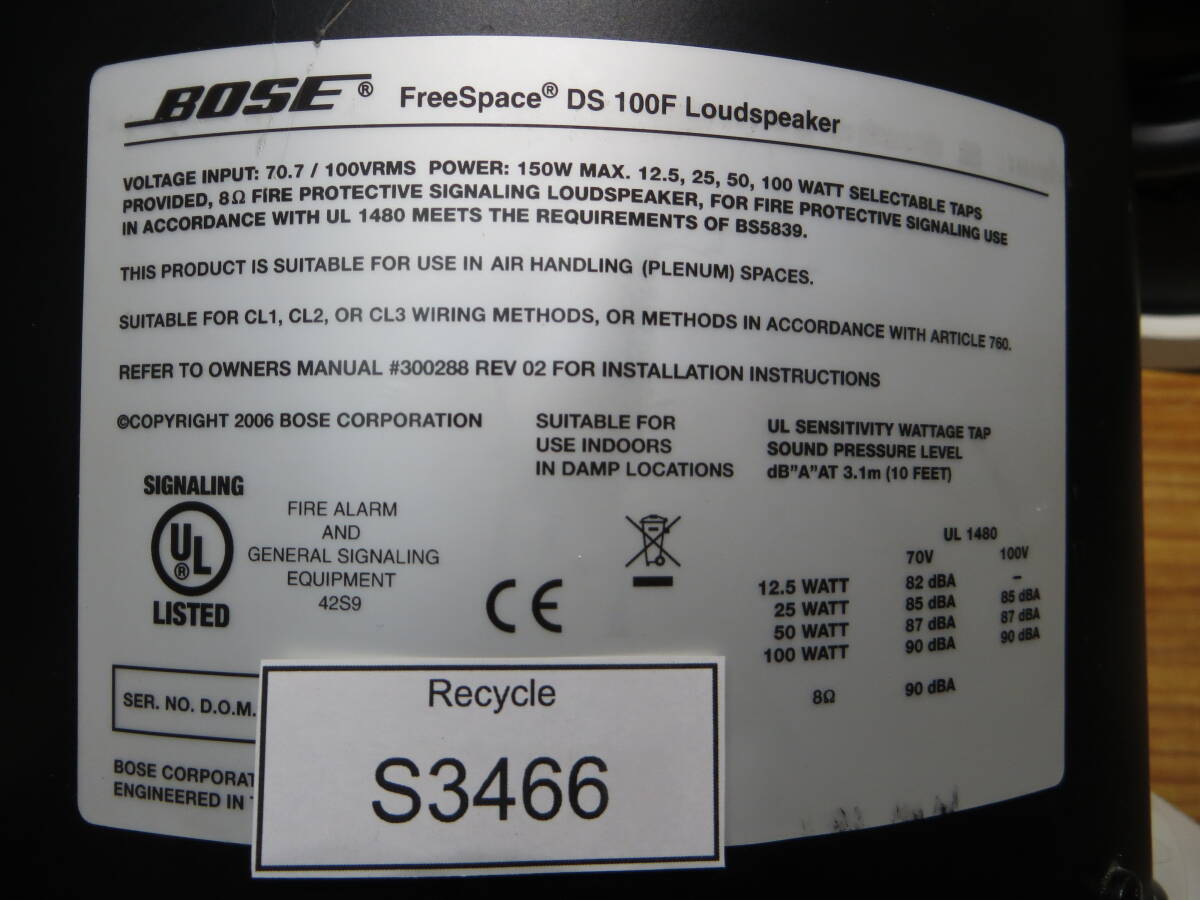 BOSE® FreeSpace® DS 100F Loudspeaker
VOLTAGE INPUT: 70.7 / 100VRMS POWER: 150W MAX. 12.5, 25, 50, 100 WATT SELECTABLE TAPS
PROVIDED, 8Ω FIRE PROTECTIVE SIGNALING LOUDSPEAKER, FOR FIRE PROTECTIVE SIGNALING USE
IN ACCORDANCE WITH UL 1480 MEETS THE REQUIREMENTS OF BS5839.
THIS PRODUCT IS SUITABLE FOR USE IN AIR HANDLING (PLENUM) SPACES.
SUITABLE FOR CL1, CL2, OR CL3 WIRING METHODS, OR METHODS IN ACCORDANCE WITH ARTICLE 760.
REFER TO OWNERS MANUAL #300288 REV 02 FOR INSTALLATION INSTRUCTIONS
©COPYRIGHT 2006 BOSE CORPORATION
SUITABLE FOR
USE INDOORS
IN DAMP LOCATIONS
UL SENSITIVITY WATTAGE TAP
SOUND PRESSURE LEVEL
dB"A"AT 3.1m (10 FEET)
SIGNALING
UL®
LISTED
FIRE ALARM
AND
GENERAL SIGNALING
EQUIPMENT
42S9
CE
UL 1480
70V 100V
12.5 WATT 82 dBA –
25 WATT 85 dBA 85 dBA
50 WATT 87 dBA 87 dBA
100 WATT 90 dBA 90 dBA
8Ω 90 dBA
SER. NO. D.O.M.
BOSE CORPORAT
ENGINEERED IN
Recycle
S3466